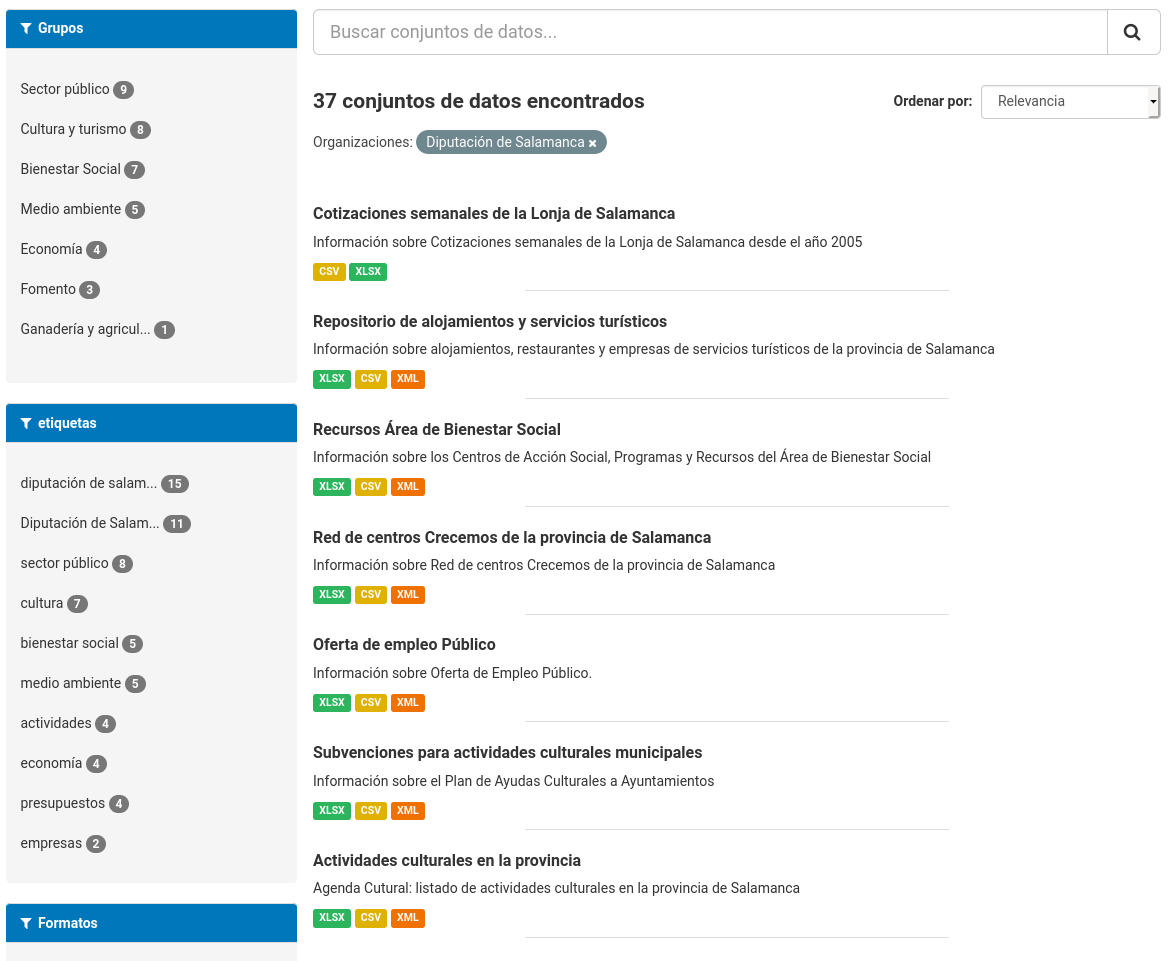 Grupos
Sector público 9
Cultura y turismo 8
Bienestar Social 7
Medio ambiente 5
Economía 4
Fomento 3
Ganadería y agricul... 1
etiquetas
diputación de salam... 15
Diputación de Salam... 11
sector público 8
cultura 7
bienestar social 5
medio ambiente 5
actividades 4
economía 4
presupuestos 4
empresas 2
Formatos
Buscar conjuntos de datos...
37 conjuntos de datos encontrados
Ordenar por: Relevancia
Organizaciones: Diputación de Salamanca ×
Cotizaciones semanales de la Lonja de Salamanca
Información sobre Cotizaciones semanales de la Lonja de Salamanca desde el año 2005
CSV XLSX
Repositorio de alojamientos y servicios turísticos
Información sobre alojamientos, restaurantes y empresas de servicios turísticos de la provincia de Salamanca
XLSX CSV XML
Recursos Área de Bienestar Social
Información sobre los Centros de Acción Social, Programas y Recursos del Área de Bienestar Social
XLSX CSV XML
Red de centros Crecemos de la provincia de Salamanca
Información sobre Red de centros Crecemos de la provincia de Salamanca
XLSX CSV XML
Oferta de empleo Público
Información sobre Oferta de Empleo Público.
XLSX CSV XML
Subvenciones para actividades culturales municipales
Información sobre el Plan de Ayudas Culturales a Ayuntamientos
XLSX CSV XML
Actividades culturales en la provincia
Agenda Cutural: listado de actividades culturales en la provincia de Salamanca
XLSX CSV XML